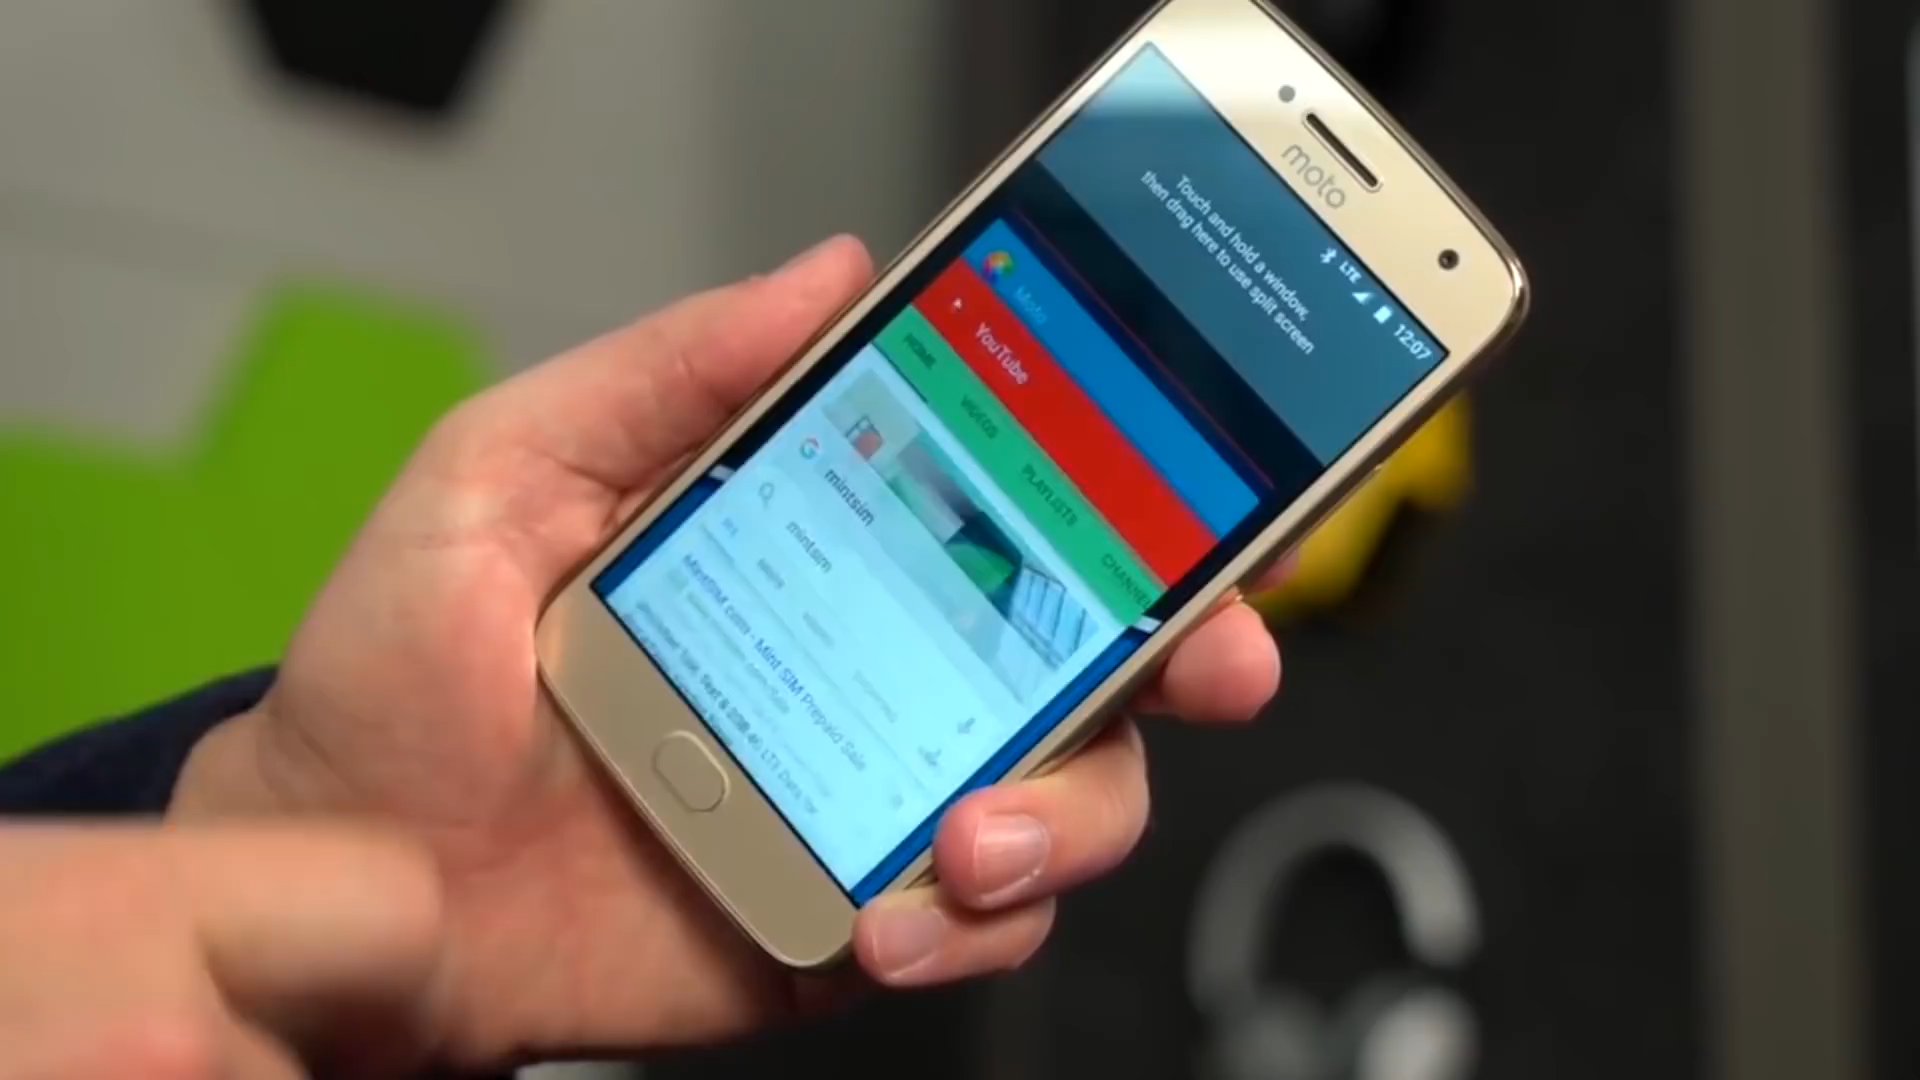 moto
LTE 12:07
Touch and hold a window,
then drag here to use split screen
Moto
YouTube
HOME VIDEOS PLAYLISTS CHANNEL
mintsim
mintsim
MintSIM.com - Mint SIM Prepaid Sale